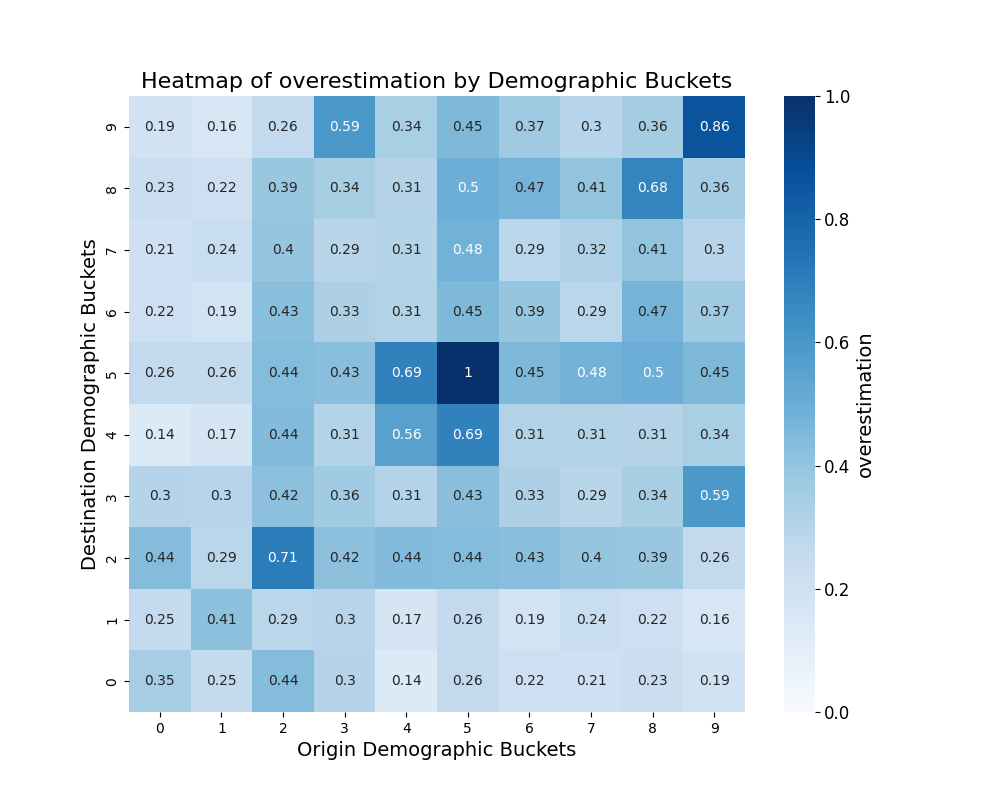 Heatmap of overestimation by Demographic Buckets
Destination Demographic Buckets
9 0.19 0.16 0.26 0.59 0.34 0.45 0.37 0.3 0.36 0.86
8 0.23 0.22 0.39 0.34 0.31 0.5 0.47 0.41 0.68 0.36
7 0.21 0.24 0.4 0.29 0.31 0.48 0.29 0.32 0.41 0.3
6 0.22 0.19 0.43 0.33 0.31 0.45 0.39 0.29 0.47 0.37
5 0.26 0.26 0.44 0.43 0.69 1 0.45 0.48 0.5 0.45
4 0.14 0.17 0.44 0.31 0.56 0.69 0.31 0.31 0.31 0.34
3 0.3 0.3 0.42 0.36 0.31 0.43 0.33 0.29 0.34 0.59
2 0.44 0.29 0.71 0.42 0.44 0.44 0.43 0.4 0.39 0.26
1 0.25 0.41 0.29 0.3 0.17 0.26 0.19 0.24 0.22 0.16
0 0.35 0.25 0.44 0.3 0.14 0.26 0.22 0.21 0.23 0.19
0 1 2 3 4 5 6 7 8 9
Origin Demographic Buckets
1.0
0.8
0.6
0.4
0.2
0.0
overestimation